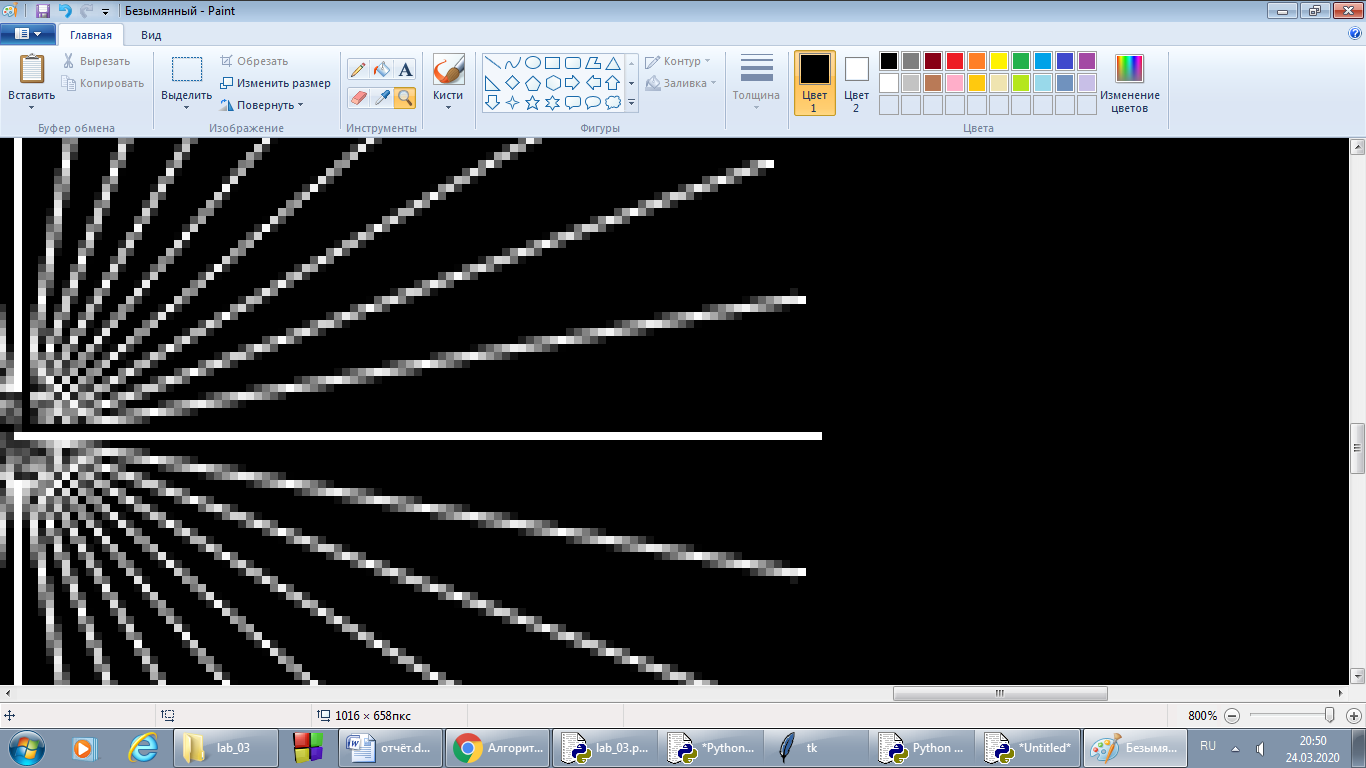 Безымянный - Paint
Главная
Вид
Вставить
Вырезать
Копировать
Буфер обмена
Выделить
Обрезать
Изменить размер
Повернуть
Изображение
A
Инструменты
Кисти
Контур
Заливка
Фигуры
Толщина
Цвет
1
Цвет
2
Изменение
цветов
Цвета
1016 × 658пкс
800%
lab_03
отчёт.d...
Алгорит...
lab_03.p...
*Python...
tk
Python ...
*Untitled*
Безымя...
RU
20:50
24.03.2020